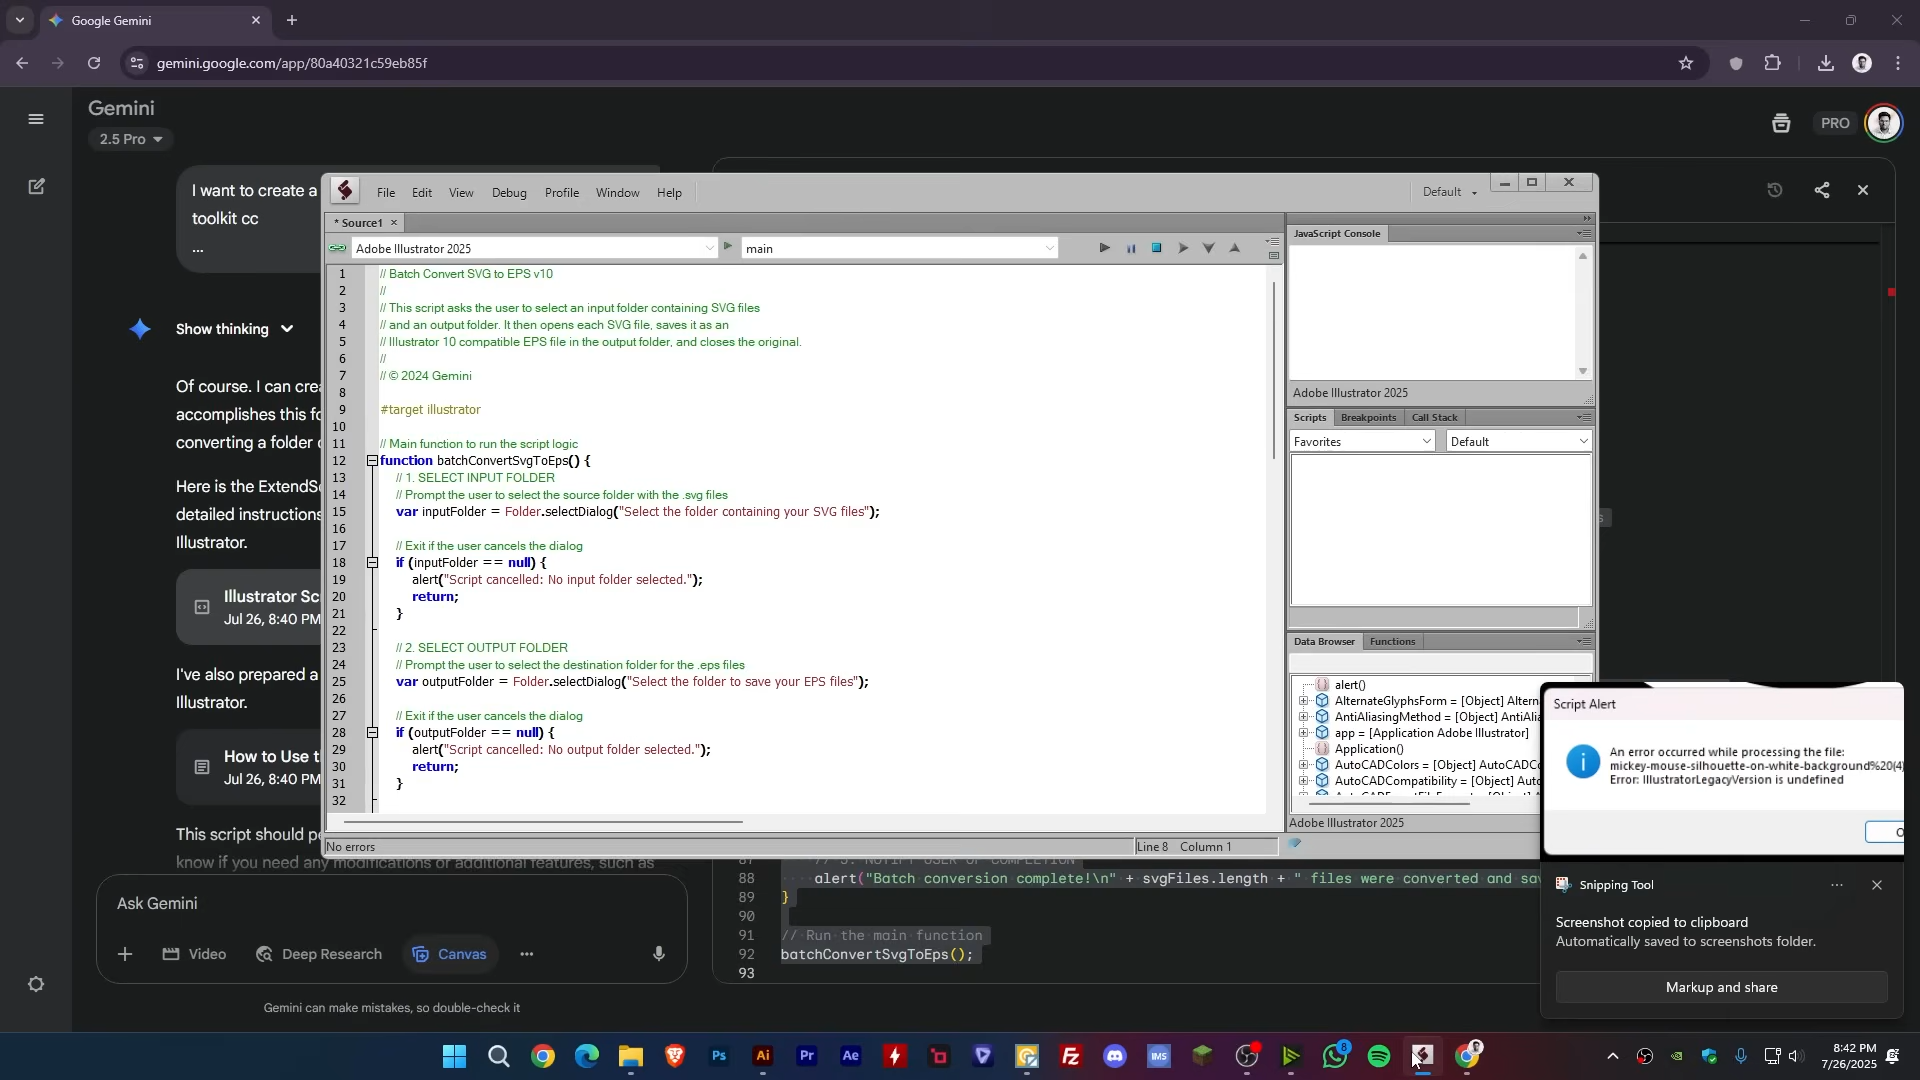 Google Gemini
gemini.google.com/app/80a40321c59eb85f
Gemini
2.5 Pro
PRO
I want to create a
toolkit cc
...
Show thinking
Of course. I can
accomplishes this
converting a folder
Here is the
detailed instructions
Illustrator.
Illustrator
Jul 26, 8:40 PM
I've also prepared a
Illustrator.
How to Use
Jul 26, 8:40 PM
This script should
know if you need any modifications or additional features, such as
Ask Gemini
Video
Deep Research
Canvas
Gemini can make mistakes, so double-check it
File Edit View Debug Profile Window Help
Default
* Source1
Adobe Illustrator 2025
main
1 // Batch Convert SVG to EPS v10
2 //
3 // This script asks the user to select an input folder containing SVG files
4 // and an output folder. It then opens each SVG file, saves it as an
5 // Illustrator 10 compatible EPS file in the output folder, and closes the original.
6 //
7 // © 2024 Gemini
8
9 #target illustrator
10
11 // Main function to run the script logic
12 function batchConvertSvgToEps() {
13 // 1. SELECT INPUT FOLDER
14 // Prompt the user to select the source folder with the .svg files
15 var inputFolder = Folder.selectDialog("Select the folder containing your SVG files");
16
17 // Exit if the user cancels the dialog
18 if (inputFolder == null) {
19 alert("Script cancelled: No input folder selected.");
20 return;
21 }
22
23 // 2. SELECT OUTPUT FOLDER
24 // Prompt the user to select the destination folder for the .eps files
25 var outputFolder = Folder.selectDialog("Select the folder to save your EPS files");
26
27 // Exit if the user cancels the dialog
28 if (outputFolder == null) {
29 alert("Script cancelled: No output folder selected.");
30 return;
31 }
32
No errors
Line 8 Column 1
JavaScript Console
Adobe Illustrator 2025
Scripts Breakpoints Call Stack
Favorites Default
Data Browser Functions
alert()
AlternateGlyphsForm = [Object]
AntiAliasingMethod = [Object]
app = [Application Adobe Illustrator]
Application()
AutoCADColors = [Object]
AutoCADCompatibility = [Object]
Adobe Illustrator 2025
88 alert("Batch conversion complete!\n" + svgFiles.length + " files were converted and
89 }
90
91 // Run the main function
92 batchConvertSvgToEps();
93
Script Alert
An error occurred while processing the file:
mickey-mouse-silhouette-on-white-background%20(4)
Error: IllustratorLegacyVersion is undefined
Snipping Tool
Screenshot copied to clipboard
Automatically saved to screenshots folder.
Markup and share
Ps
Ai
Pr
Ae
Fz
IMS
8
8:42 PM
7/26/2025